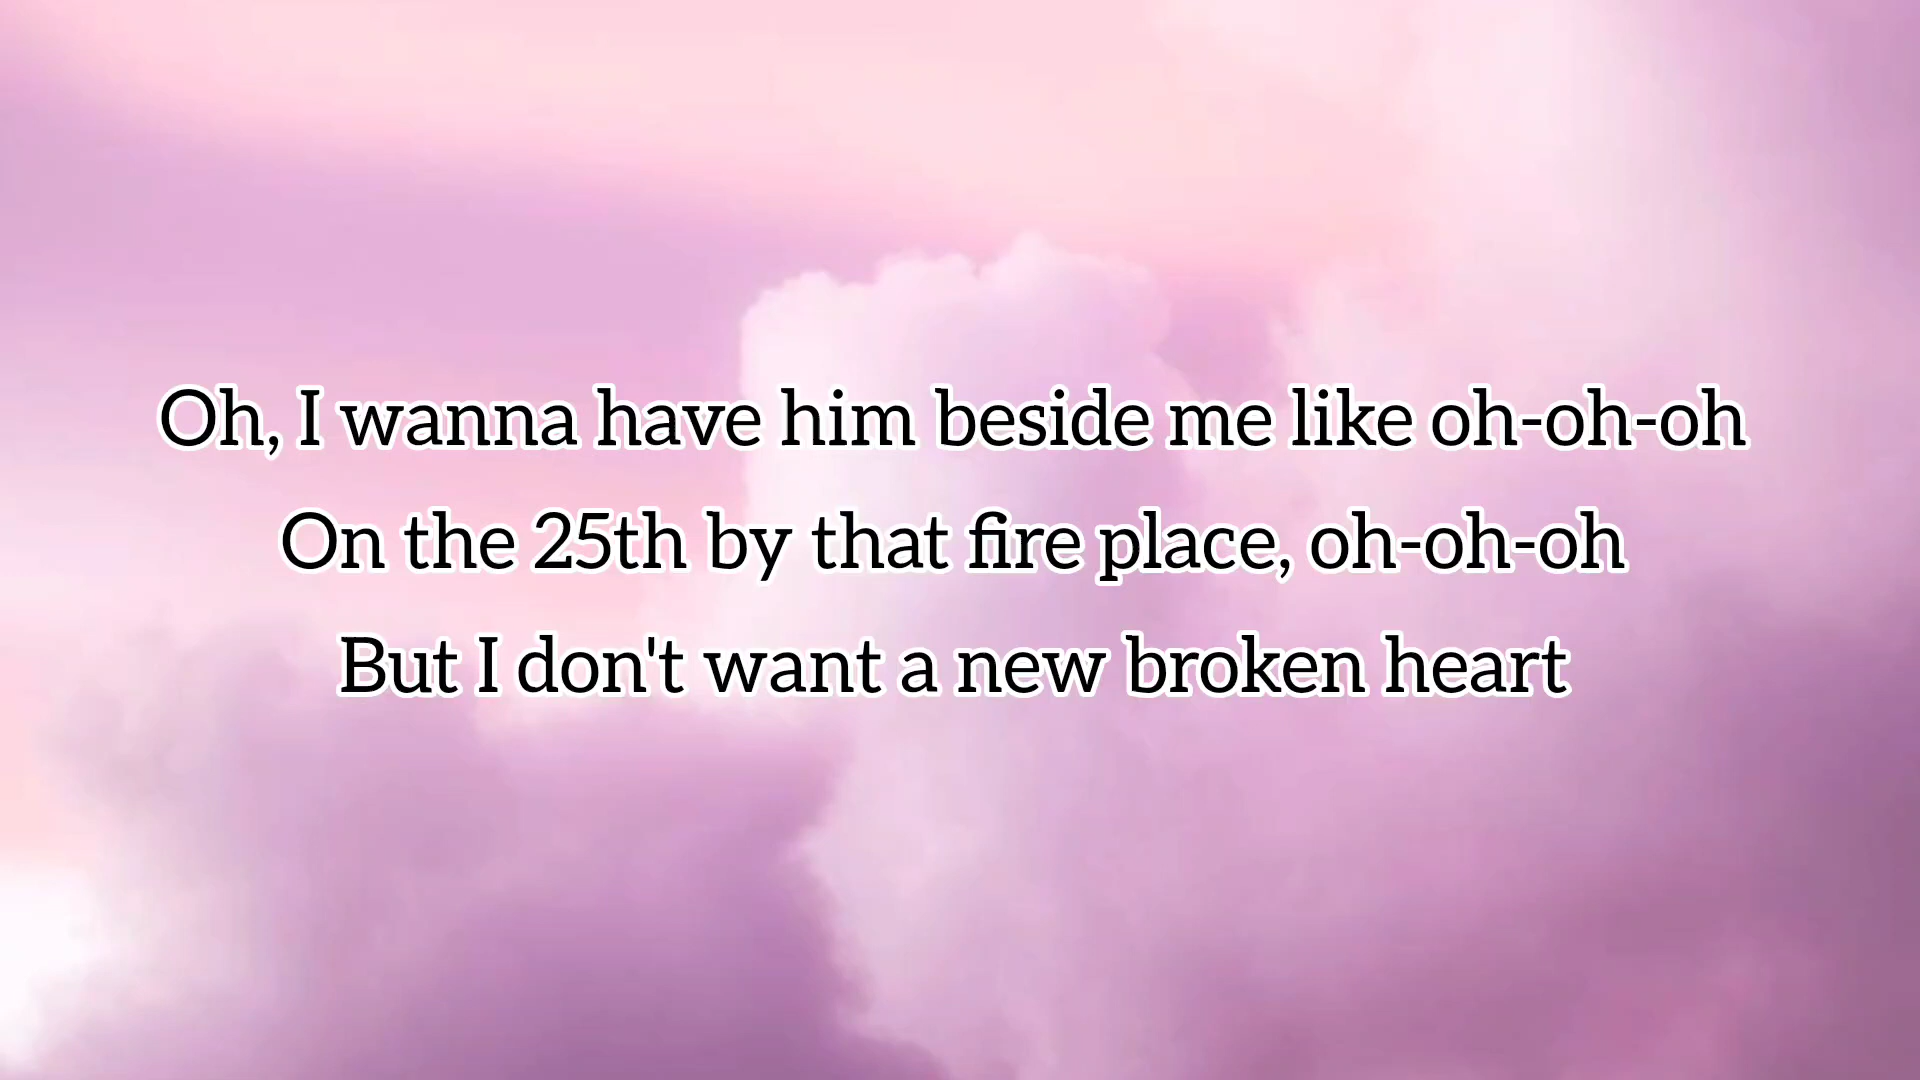 Oh, I wanna have him beside me like oh-oh-oh
On the 25th by that fire place, oh-oh-oh
But I don't want a new broken heart